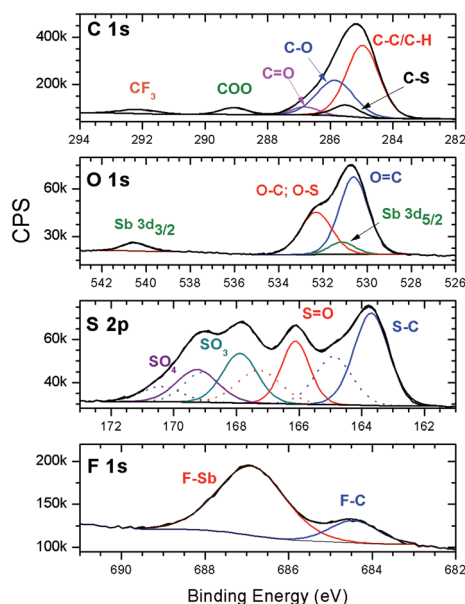 C 1s
400k
200k
CF3
COO
C=O
C-O
C-C/C-H
C-S
294 292 290 288 286 284 282
O 1s
75k
60k
30k
Sb 3d3/2
O-C; O-S
O=C
Sb 3d5/2
542 540 538 536 534 532 530 528 526
CPS
S 2p
60k
40k
SO4
SO3
S=O
S-C
172 170 168 166 164 162
F 1s
200k
150k
100k
F-Sb
F-C
690 688 686 684 682
Binding Energy (eV)